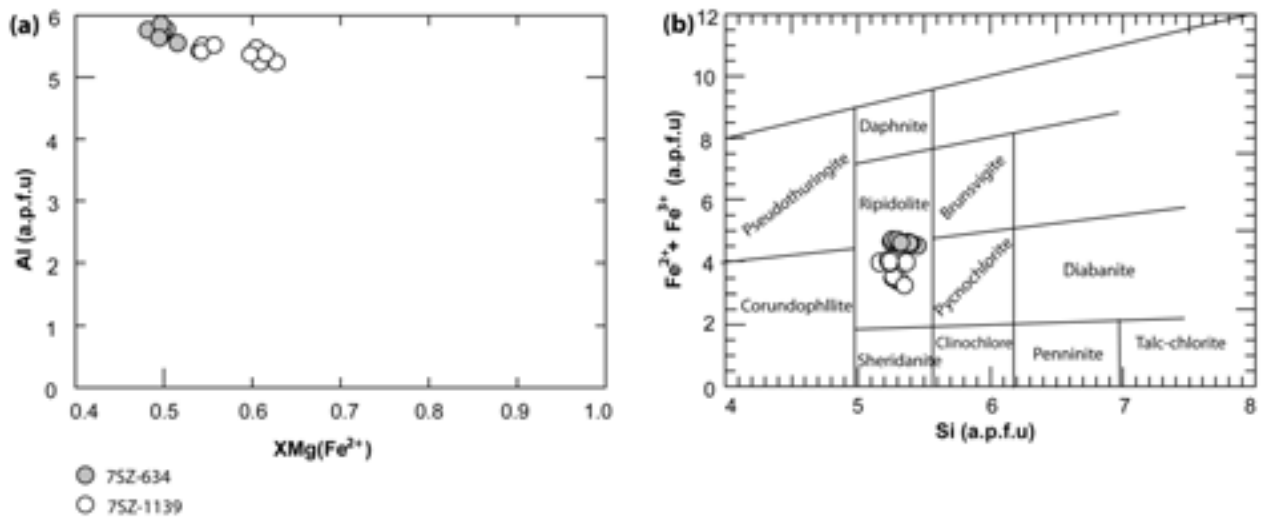 (a)
6
5
4
3
2
1
0
Al (a.p.f.u)
0.4 0.5 0.6 0.7 0.8 0.9 1.0
XMg(Fe²⁺)
7SZ-634
7SZ-1139
(b)
12
10
8
6
4
2
0
Fe²⁺+ Fe³⁺ (a.p.f.u)
Daphnite
Pseudothuringite
Ripidolite
Brunsvigite
Corundophllite
Pycnochlorite
Diabanite
Sheridanite
Clinochlore
Penninite
Talc-chlorite
4 5 6 7 8
Si (a.p.f.u)